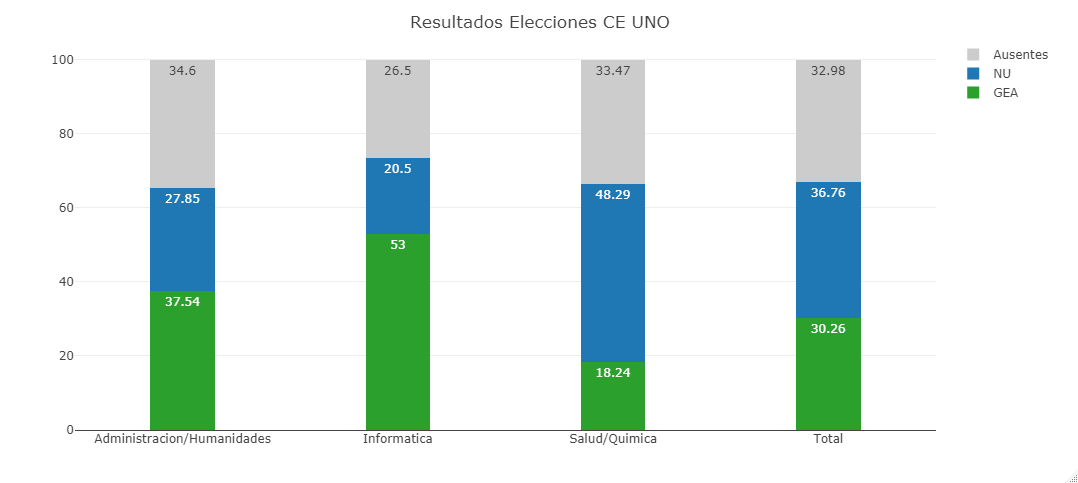 Resultados Elecciones CE UNO
Ausentes
NU
GEA
100
80
60
40
20
0
34.6
26.5
33.47
32.98
27.85
20.5
48.29
36.76
37.54
53
18.24
30.26
Administracion/Humanidades
Informatica
Salud/Quimica
Total